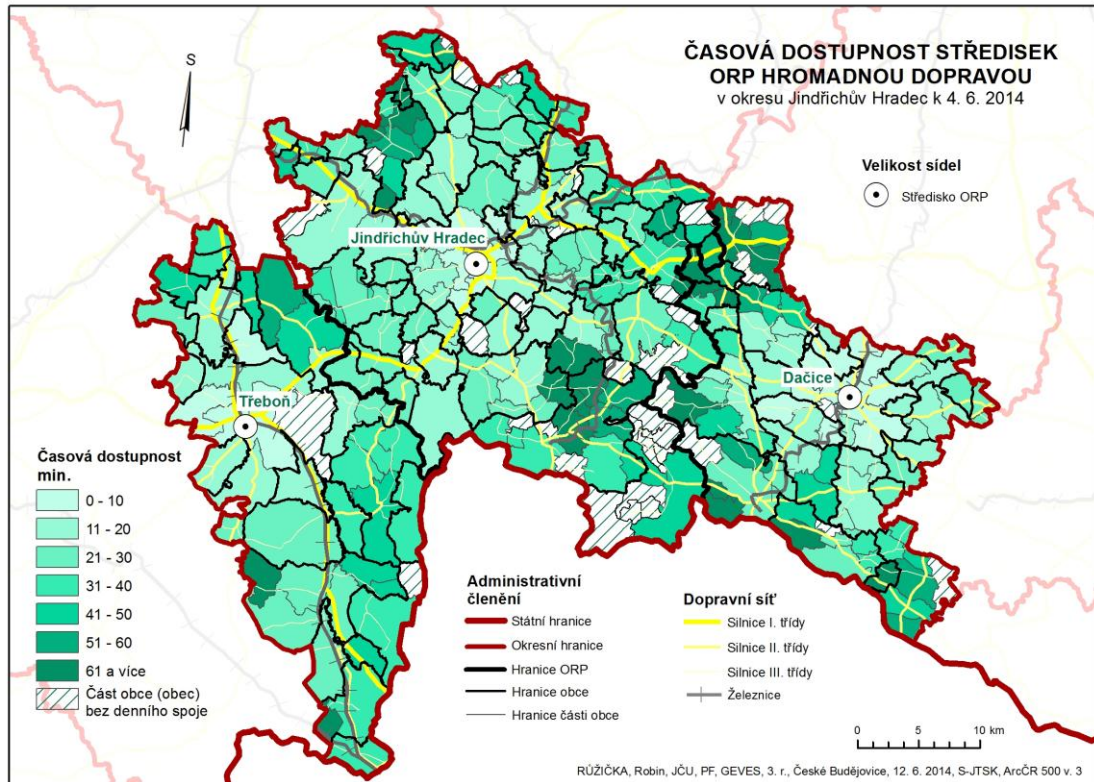 ČASOVÁ DOSTUPNOST STŘEDISEK
ORP HROMADNOU DOPRAVOU
v okresu Jindřichův Hradec k 4. 6. 2014
S
Velikost sídel
Středisko ORP
Jindřichův Hradec
Třeboň
Dačice
Časová dostupnost
min.
0 - 10
11 - 20
21 - 30
31 - 40
41 - 50
51 - 60
61 a více
Část obce (obec)
bez denního spoje
Administrativní
členění
Státní hranice
Okresní hranice
Hranice ORP
Hranice obce
Hranice části obce
Dopravní síť
Silnice I. třídy
Silnice II. třídy
Silnice III. třídy
Železnice
0 5 10 km
RŮŽIČKA, Robin, JČU, PF, GEVES, 3. r., České Budějovice, 12. 6. 2014, S-JTSK, ArcČR 500 v. 3